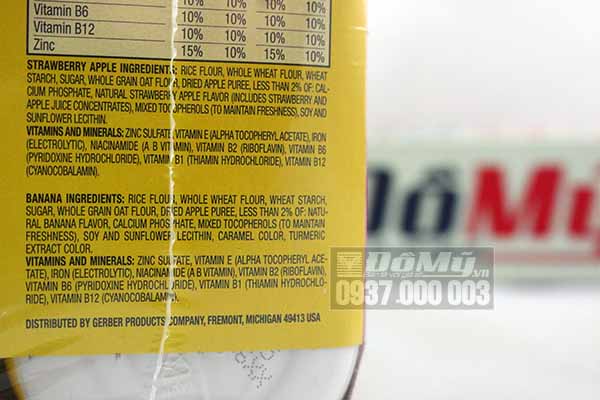 10% 10% 10% 10%
Vitamin B6 10% 10% 10% 10%
Vitamin B12 10% 10% 10% 10%
Zinc 15% 10% 15% 10%
STRAWBERRY APPLE INGREDIENTS: RICE FLOUR, WHOLE WHEAT FLOUR, WHEAT
STARCH, SUGAR, WHOLE GRAIN OAT FLOUR, DRIED APPLE PUREE, LESS THAN 2% OF: CAL-
CIUM PHOSPHATE, NATURAL STRAWBERRY APPLE FLAVOR (INCLUDES STRAWBERRY AND
APPLE JUICE CONCENTRATES), MIXED TOCOPHEROLS (TO MAINTAIN FRESHNESS), SOY AND
SUNFLOWER LECITHIN.
VITAMINS AND MINERALS: ZINC SULFATE, VITAMIN E (ALPHA TOCOPHERYL ACETATE), IRON
(ELECTROLYTIC), NIACINAMIDE (A B VITAMIN), VITAMIN B2 (RIBOFLAVIN), VITAMIN B6
(PYRIDOXINE HYDROCHLORIDE), VITAMIN B1 (THIAMIN HYDROCHLORIDE), VITAMIN B12
(CYANOCOBALAMIN).
BANANA INGREDIENTS: RICE FLOUR, WHOLE WHEAT FLOUR, WHEAT STARCH,
SUGAR, WHOLE GRAIN OAT FLOUR, DRIED APPLE PUREE, LESS THAN 2% OF: NATU-
RAL BANANA FLAVOR, CALCIUM PHOSPHATE, MIXED TOCOPHEROLS (TO MAINTAIN
FRESHNESS), SOY AND SUNFLOWER LECITHIN, CARAMEL COLOR, TURMERIC
EXTRACT COLOR.
VITAMINS AND MINERALS: ZINC SULFATE, VITAMIN E (ALPHA TOCOPHERYL ACE-
TATE), IRON (ELECTROLYTIC), NIACINAMIDE (A B VITAMIN), VITAMIN B2 (RIBOFLAVIN),
VITAMIN B6 (PYRIDOXINE HYDROCHLORIDE), VITAMIN B1 (THIAMIN HYDROCHLO-
RIDE), VITAMIN B12 (CYANOCOBALAMIN).
DISTRIBUTED BY GERBER PRODUCTS COMPANY, FREMONT, MICHIGAN 49413 USA
ĐôMỹ
ĐôMỹ.vn
0937.000 003